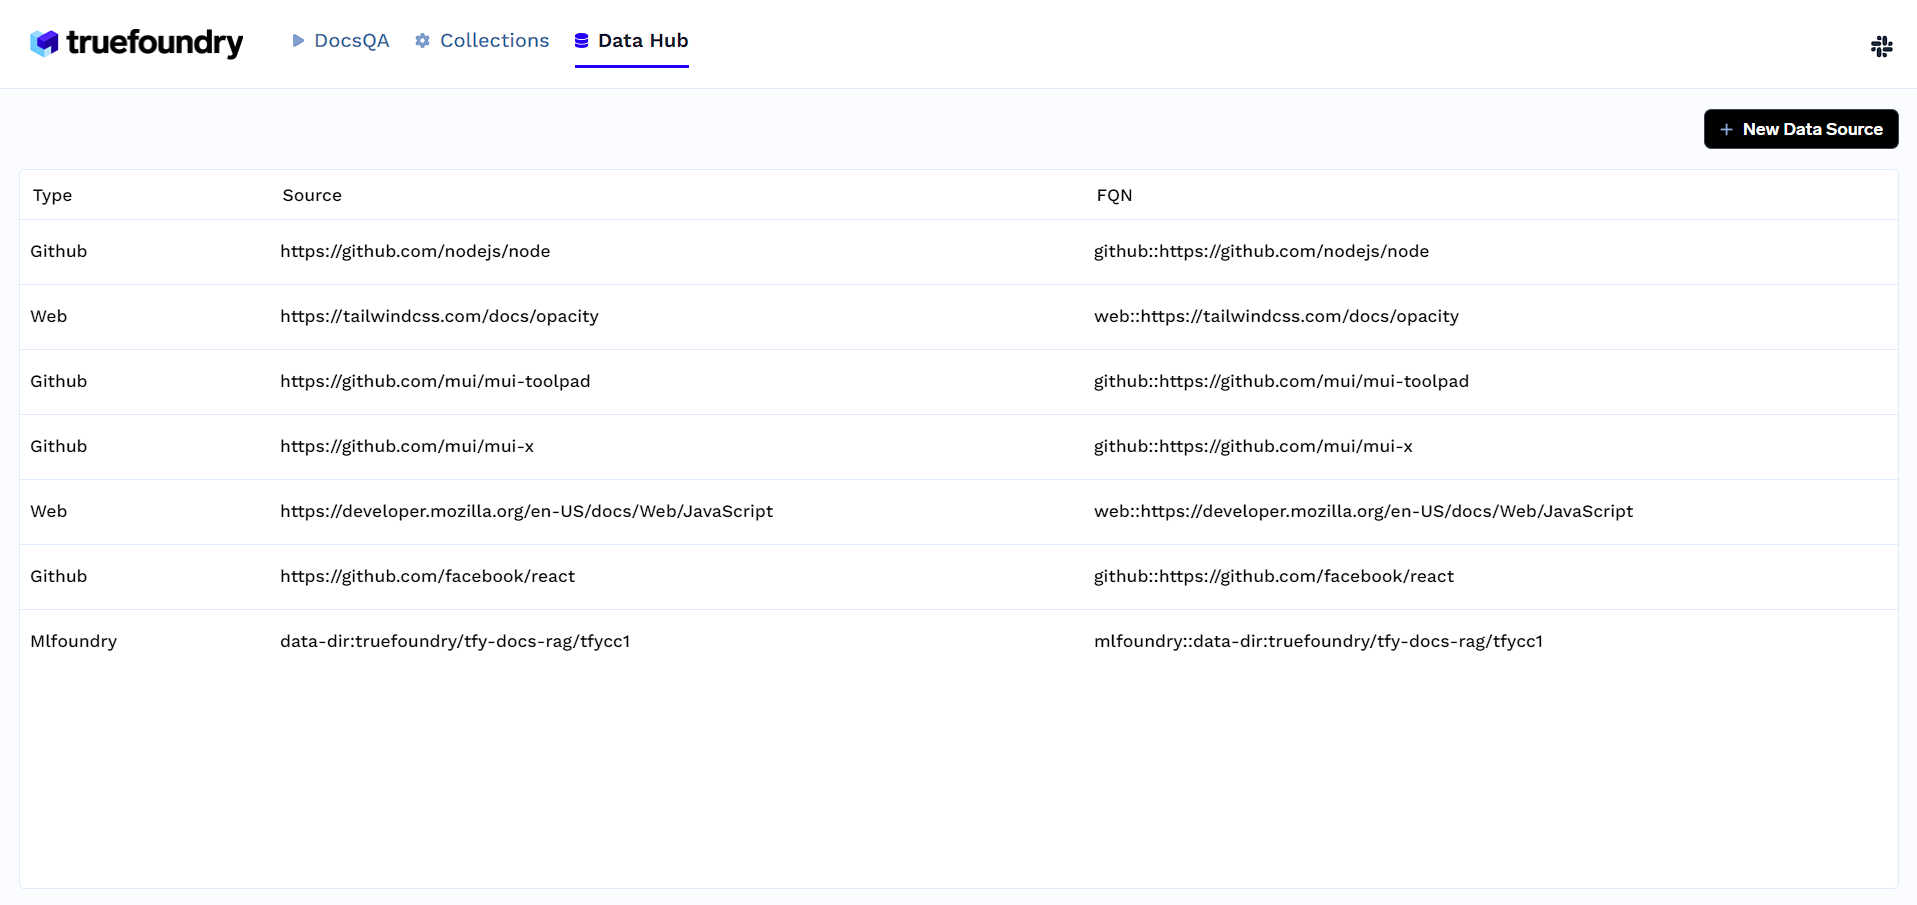 truefoundry DocsQA Collections Data Hub
+ New Data Source
Type Source FQN
Github https://github.com/nodejs/node github::https://github.com/nodejs/node
Web https://tailwindcss.com/docs/opacity web::https://tailwindcss.com/docs/opacity
Github https://github.com/mui/mui-toolpad github::https://github.com/mui/mui-toolpad
Github https://github.com/mui/mui-x github::https://github.com/mui/mui-x
Web https://developer.mozilla.org/en-US/docs/Web/JavaScript web::https://developer.mozilla.org/en-US/docs/Web/JavaScript
Github https://github.com/facebook/react github::https://github.com/facebook/react
Mlfoundry data-dir:truefoundry/tfy-docs-rag/tfycc1 mlfoundry::data-dir:truefoundry/tfy-docs-rag/tfycc1